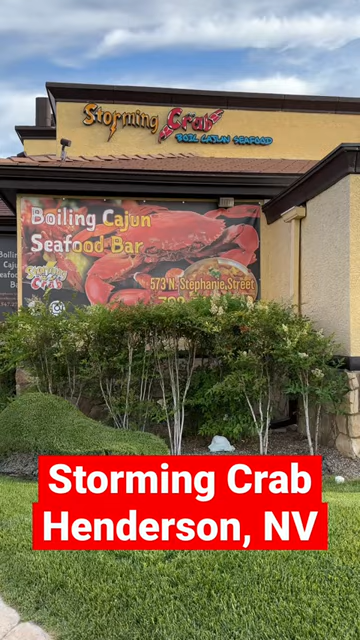 Storming Crab
BOIL CAJUN SEAFOOD
Boiling Cajun
Seafood Bar
573 N. Stephanie Street
Storming Crab
Henderson, NV